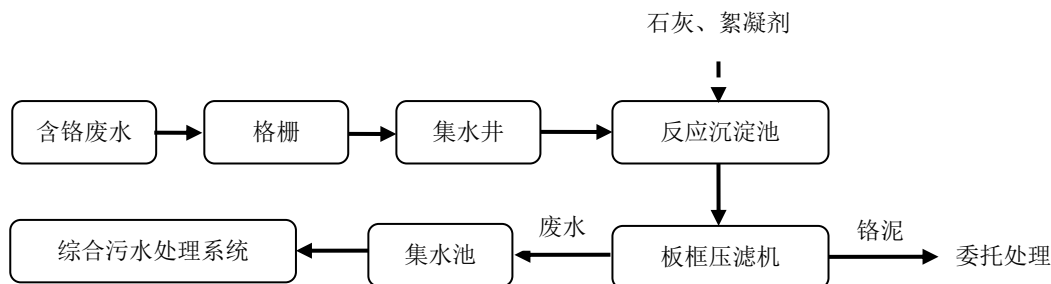 石灰、絮凝剂
含铬废水
格栅
集水井
反应沉淀池
综合污水处理系统
集水池
废水
板框压滤机
铬泥
委托处理